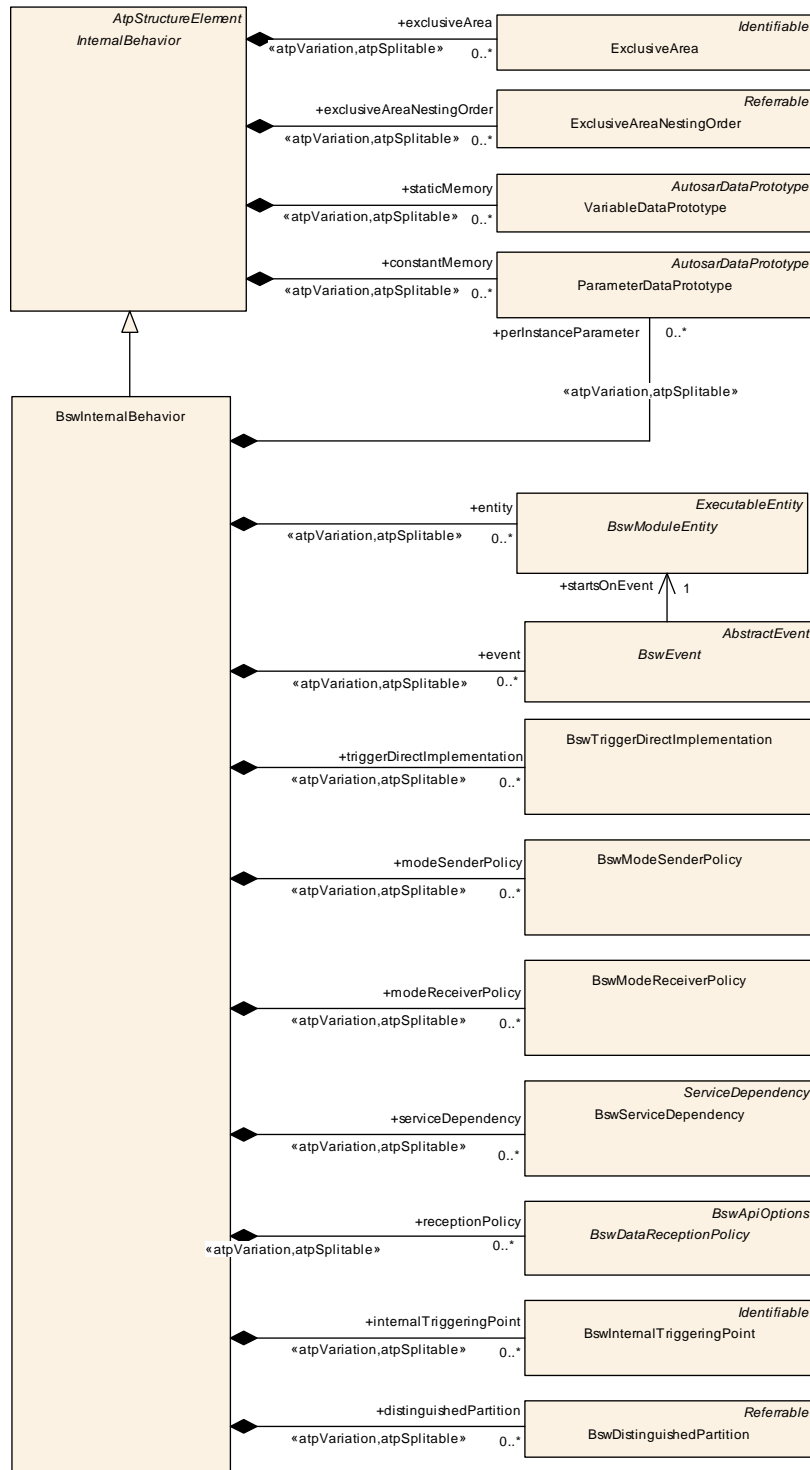 AtpStructureElement
InternalBehavior
+exclusiveArea
«atpVariation,atpSplitable»
0..*
Identifiable
ExclusiveArea
+exclusiveAreaNestingOrder
«atpVariation,atpSplitable»
0..*
Referrable
ExclusiveAreaNestingOrder
+staticMemory
«atpVariation,atpSplitable»
0..*
AutosarDataPrototype
VariableDataPrototype
+constantMemory
«atpVariation,atpSplitable»
0..*
AutosarDataPrototype
ParameterDataPrototype
+perInstanceParameter
0..*
«atpVariation,atpSplitable»
BswInternalBehavior
+entity
«atpVariation,atpSplitable»
0..*
ExecutableEntity
BswModuleEntity
+startsOnEvent
1
+event
«atpVariation,atpSplitable»
0..*
AbstractEvent
BswEvent
+triggerDirectImplementation
«atpVariation,atpSplitable»
0..*
BswTriggerDirectImplementation
+modeSenderPolicy
«atpVariation,atpSplitable»
0..*
BswModeSenderPolicy
+modeReceiverPolicy
«atpVariation,atpSplitable»
0..*
BswModeReceiverPolicy
+serviceDependency
«atpVariation,atpSplitable»
0..*
ServiceDependency
BswServiceDependency
+receptionPolicy
«atpVariation,atpSplitable»
0..*
BswApiOptions
BswDataReceptionPolicy
+internalTriggeringPoint
«atpVariation,atpSplitable»
0..*
Identifiable
BswInternalTriggeringPoint
+distinguishedPartition
«atpVariation,atpSplitable»
0..*
Referrable
BswDistinguishedPartition